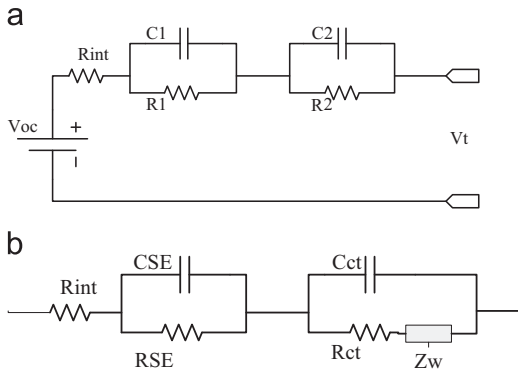 a
C1
C2
Rint
R1
R2
Voc
+
Vt
b
CSE
Cct
Rint
RSE
Rct
Zw